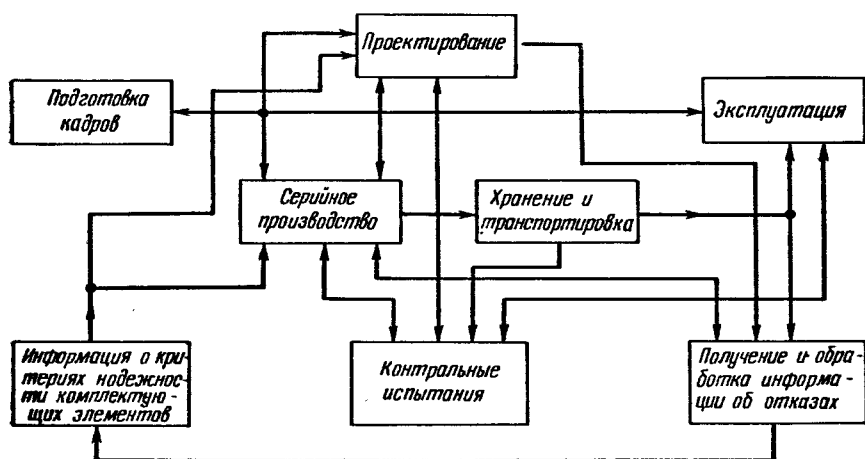 Проектирование
Подготовка
кадров
Эксплуатация
Серийное
производство
Хранение и
транспортировка
Информация о кри-
териях надежнос-
ти комплектую-
щих элементов
Контрольные
испытания
Получение и обра-
ботка информа-
ции об отказах